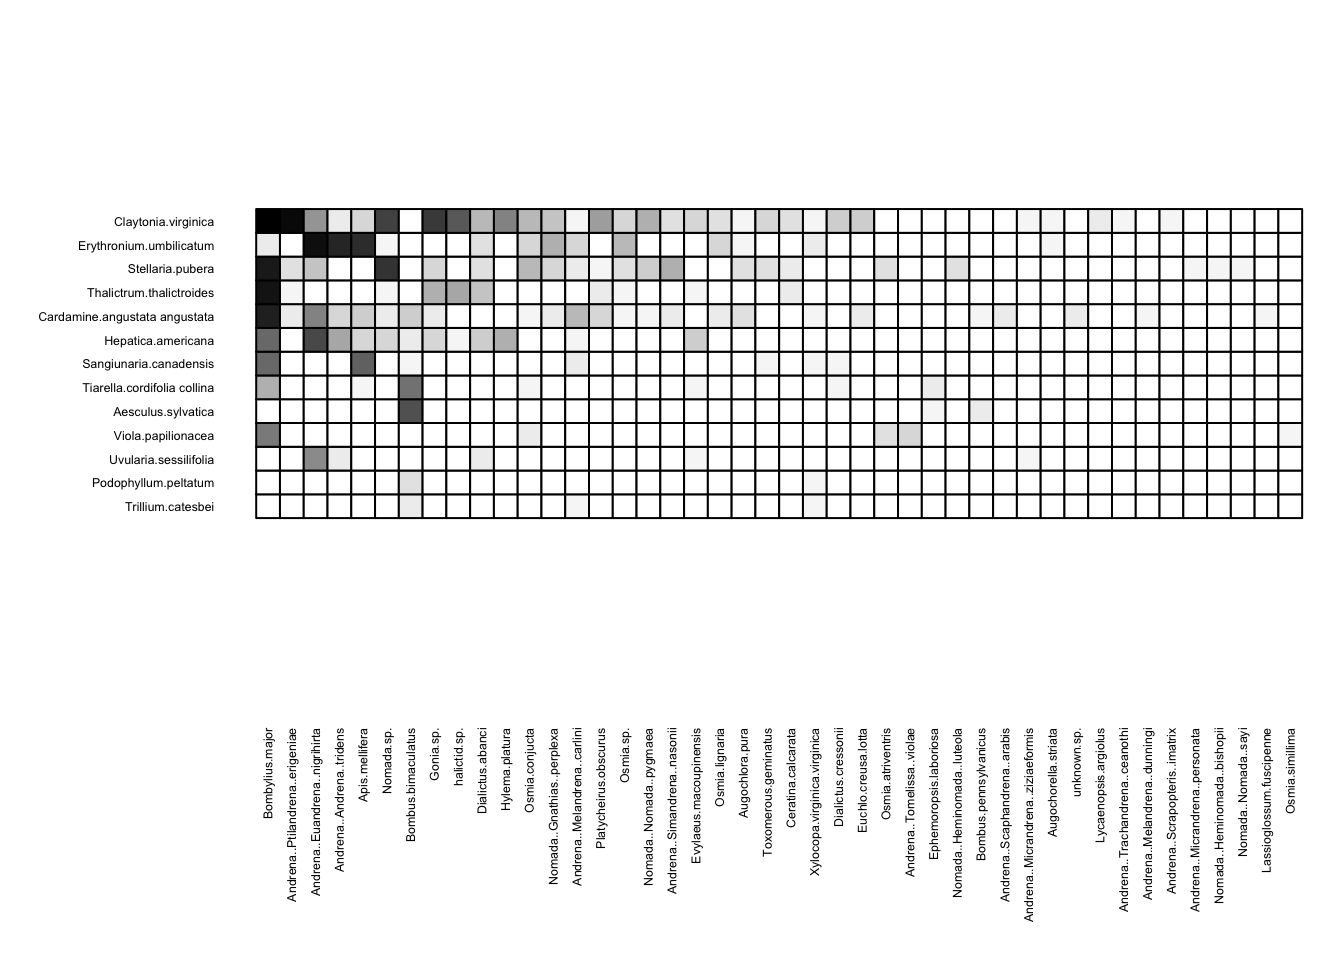 Claytonia.virginica
Erythronium.umbilicatum
Stellaria.pubera
Thalictrum.thalictroides
Cardamine.angustata angustata
Hepatica.americana
Sangiunaria.canadensis
Tiarella.cordifolia collina
Aesculus.sylvatica
Viola.papilionacea
Uvularia.sessilifolia
Podophyllum.peltatum
Trillium.catesbei
Bombylius.major
Andrena..Ptilandrena..erigeniae
Andrena..Euandrena..nigrihirta
Andrena..Andrena..tridens
Apis.mellifera
Nomada.sp.
Bombus.bimaculatus
Gonia.sp.
halictid.sp.
Dialictus.abanci
Hylema.platura
Osmia.conjucta
Nomada..Gnathias..perplexa
Andrena..Melandrena..carlini
Platycheirus.obscurus
Osmia.sp.
Nomada..Nomada..pygmaea
Andrena..Simandrena..nasonii
Evylaeus.macoupinensis
Osmia.lignaria
Augochlora.pura
Toxomerous.geminatus
Ceratina.calcarata
Xylocopa.virginica.virginica
Dialictus.cressonii
Euchlo.creusa.lotta
Osmia.atriventris
Andrena..Tomelissa..violae
Ephemoropsis.laboriosa
Nomada..Heminomada..luteola
Bombus.pennsylvanicus
Andrena..Scaphandrena..arabis
Andrena..Micrandrena..ziziaeformis
Augochorella.striata
unknown.sp.
Lycaenopsis.argiolus
Andrena..Trachandrena..ceanothi
Andrena..Melandrena..dunningi
Andrena..Scrapopteris..imatrix
Andrena..Micrandrena.personata
Nomada..Heminomada.bishopii
Nomada..Nomada..sayi
Lassioglossum.fuscipenne
Osmia.simillima